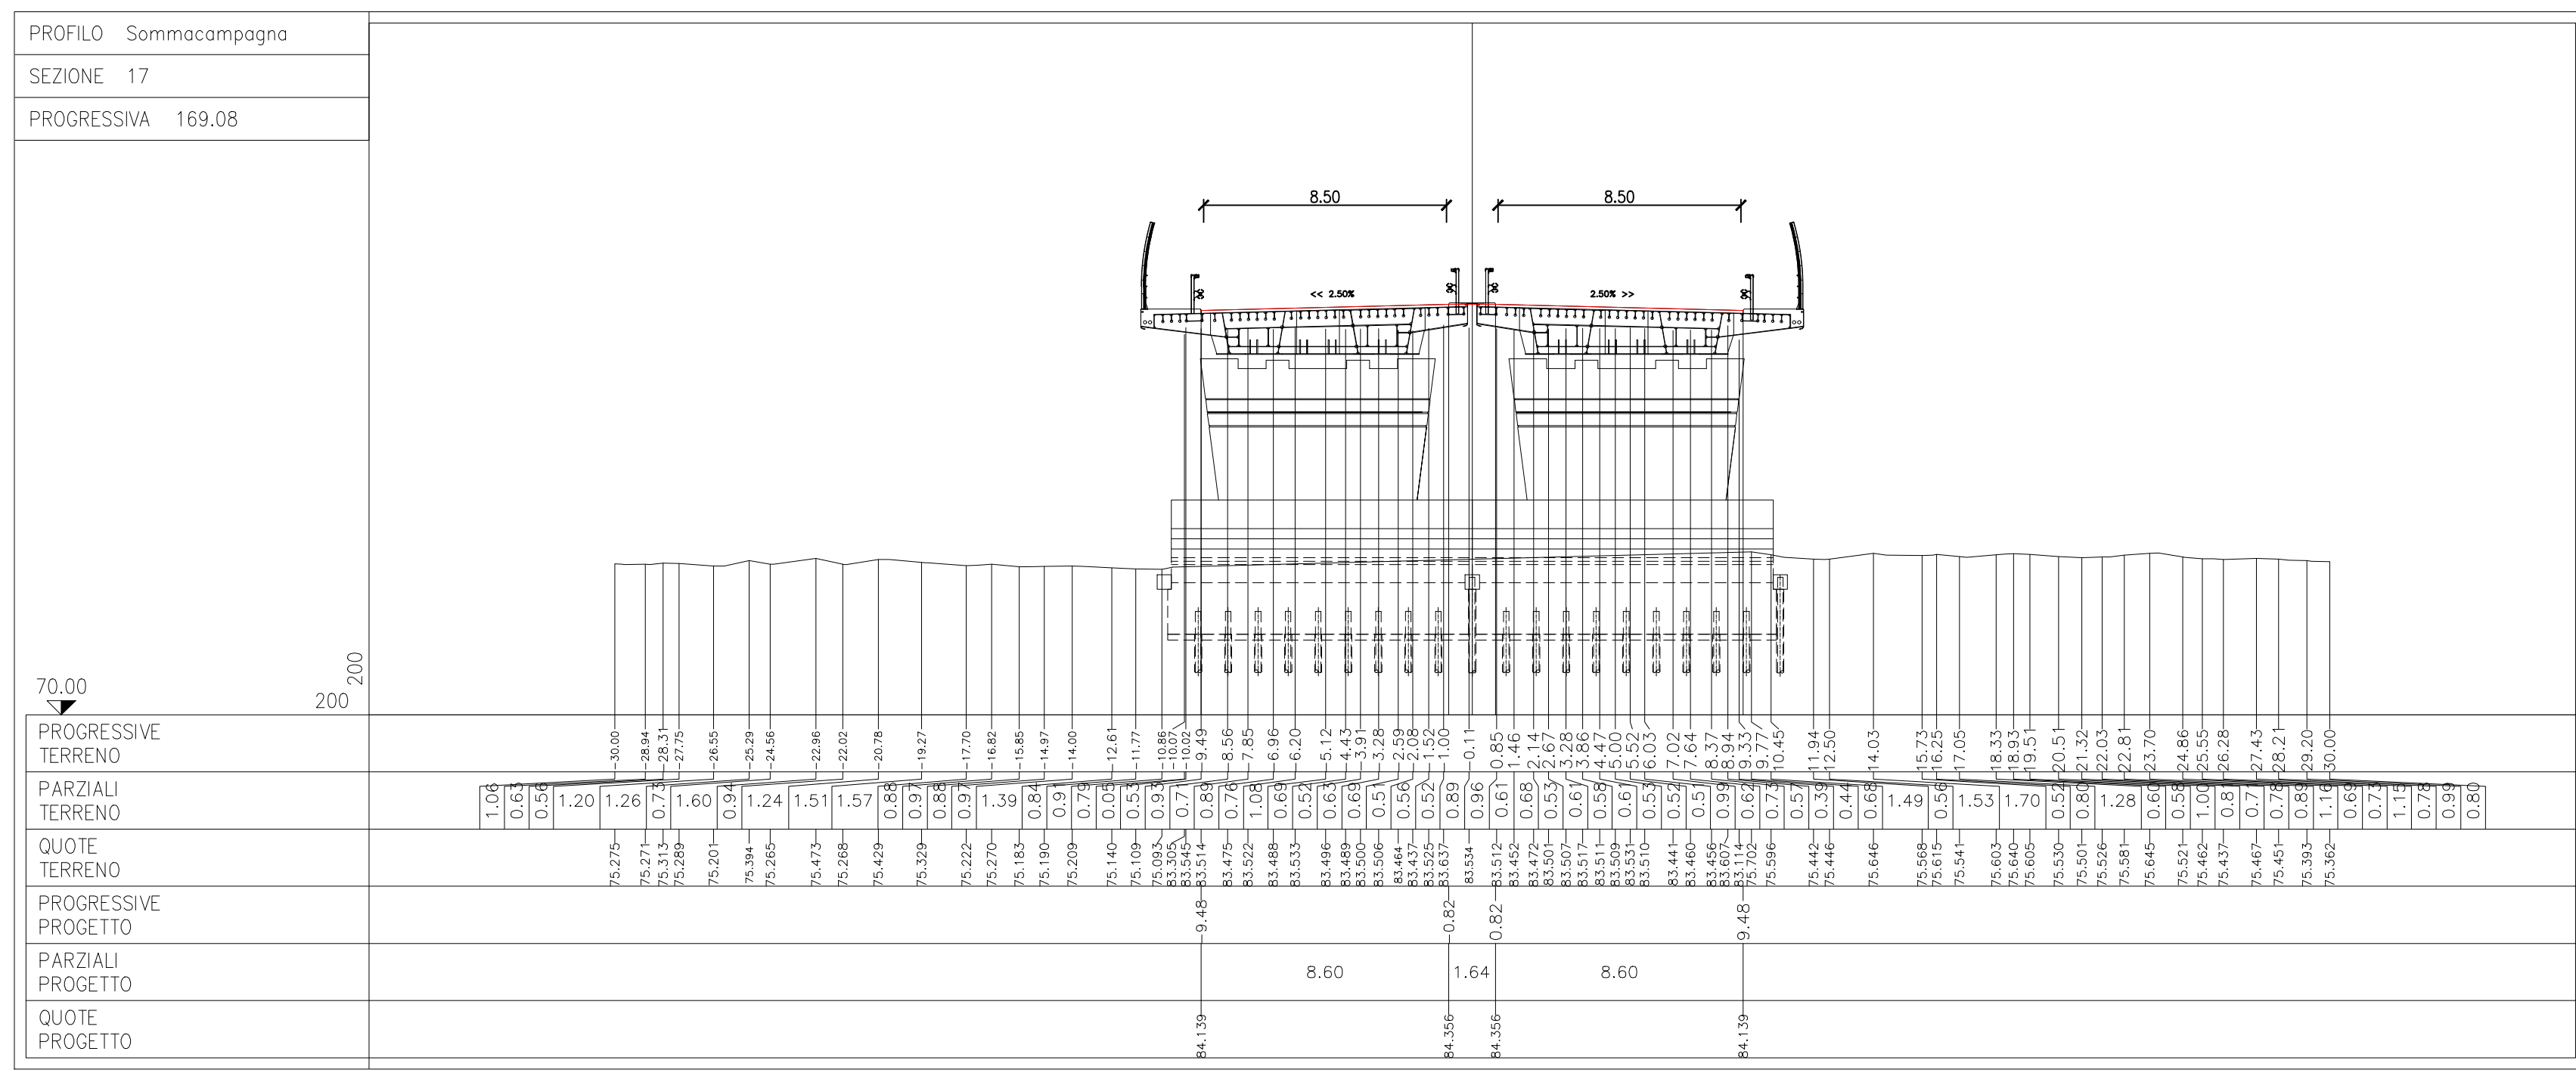 PROFILO Sommacampagna
SEZIONE 17
PROGRESSIVA 169.08
8.50 8.50
<< 2.50% 2.50% >>
70.00
200
200
PROGRESSIVE
TERRENO
-30.00 -28.94 -28.31 -27.75 -26.55 -25.29 -24.56 -22.96 -22.02 -20.78 -19.27 -17.70 -16.82 -15.85 -14.97 -14.00 -12.61 -11.77 -10.86 -10.07 -10.02 -9.49 -8.56 -7.85 -6.96 -6.20 -5.12 -4.43 -3.91 -3.28 -2.59 -2.08 -1.52 -1.00 -0.11 0.85 1.46 2.14 2.67 3.28 3.86 4.47 5.00 5.52 6.03 7.02 7.64 8.37 8.94 9.33 9.77 10.45 11.94 12.50 14.03 15.73 16.25 17.05 18.33 18.93 19.51 20.51 21.32 22.03 22.81 23.70 24.86 25.55 26.28 27.43 28.21 29.20 30.00
PARZIALI
TERRENO
1.06 0.63 0.56 1.20 1.26 0.73 1.60 0.94 1.24 1.51 1.57 0.88 0.97 0.88 0.97 1.39 0.84 0.91 0.79 0.05 0.53 0.93 0.71 0.89 0.76 1.08 0.69 0.52 0.63 0.69 0.51 0.56 0.52 0.89 0.96 0.61 0.68 0.53 0.61 0.58 0.61 0.53 0.52 0.51 0.99 0.62 0.73 0.57 0.39 0.44 0.68 1.49 0.56 1.53 1.70 0.52 0.80 1.28 0.60 0.58 1.00 0.81 0.71 0.78 0.89 1.16 0.69 0.73 1.15 0.78 0.99 0.80
QUOTE
TERRENO
75.275 75.271 75.313 75.289 75.201 75.394 75.265 75.473 75.268 75.429 75.329 75.222 75.270 75.183 75.190 75.209 75.140 75.109 75.093 83.305 83.545 83.514 83.475 83.522 83.488 83.533 83.496 83.489 83.500 83.506 83.464 83.437 83.525 83.637 83.534 83.512 83.452 83.472 83.501 83.507 83.517 83.511 83.509 83.531 83.510 83.441 83.460 83.456 83.607 83.114 75.702 75.596 75.442 75.446 75.646 75.568 75.615 75.541 75.603 75.640 75.605 75.530 75.501 75.526 75.581 75.645 75.521 75.462 75.437 75.467 75.451 75.393 75.362
PROGRESSIVE
PROGETTO
-9.48 -0.82 0.82 9.48
PARZIALI
PROGETTO
8.60 1.64 8.60
QUOTE
PROGETTO
84.139 84.356 84.356 84.139